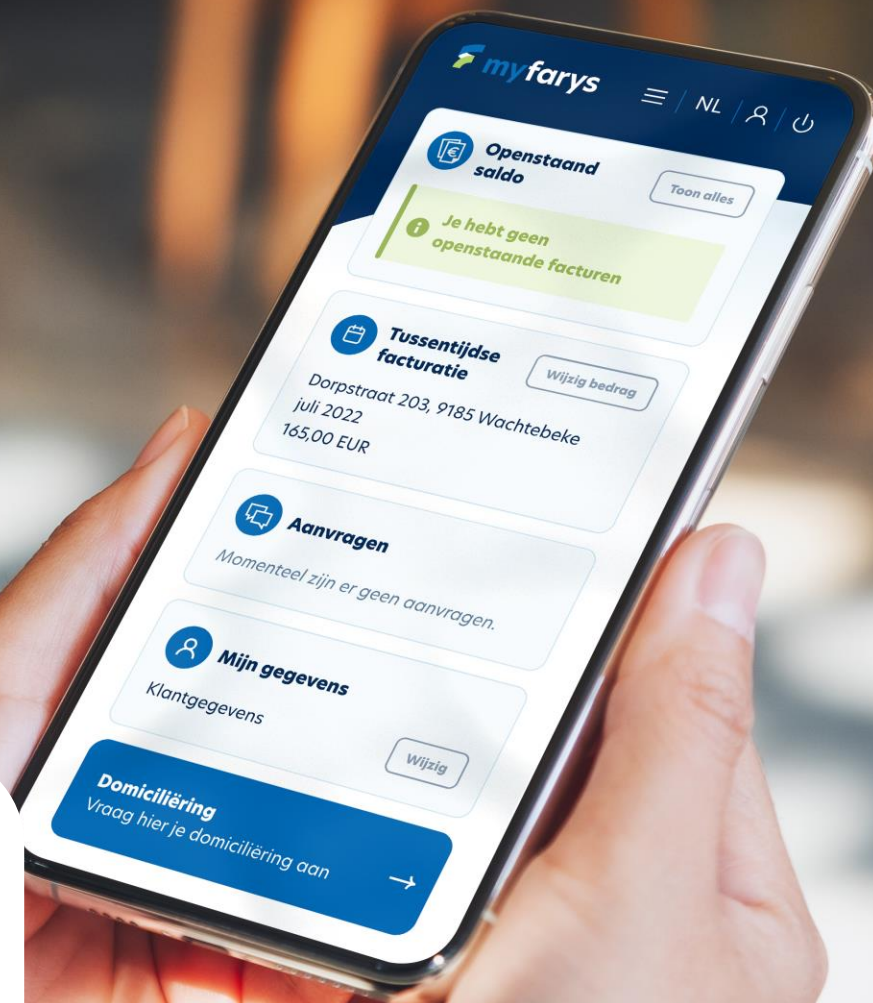 myfarys
NL
Openstaand
saldo
Toon alles
Je hebt geen
openstaande facturen
Tussentijdse
facturatie
Wijzig bedrag
Dorpstraat 203, 9185 Wachtebeke
juli 2022
165,00 EUR
Aanvragen
Momenteel zijn er geen aanvragen.
Mijn gegevens
Klantgegevens
Wijzig
Domiciliëring
Vraag hier je domiciliëring aan